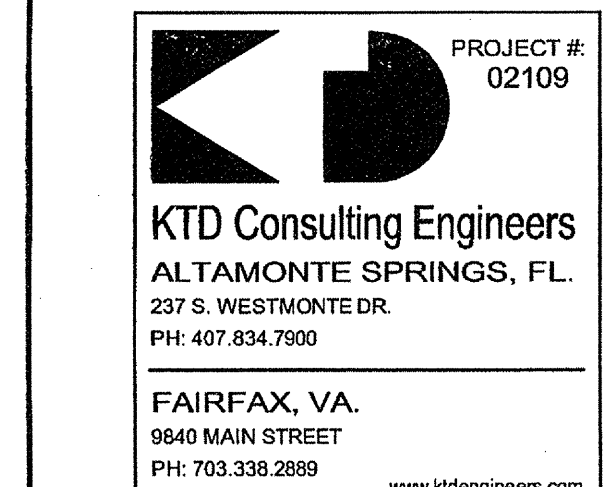 PROJECT #:
02109
KTD Consulting Engineers
ALTAMONTE SPRINGS, FL.
237 S. WESTMONTE DR.
PH: 407.834.7900
FAIRFAX, VA.
9840 MAIN STREET
PH: 703.338.2889
www.ktdengineers.com